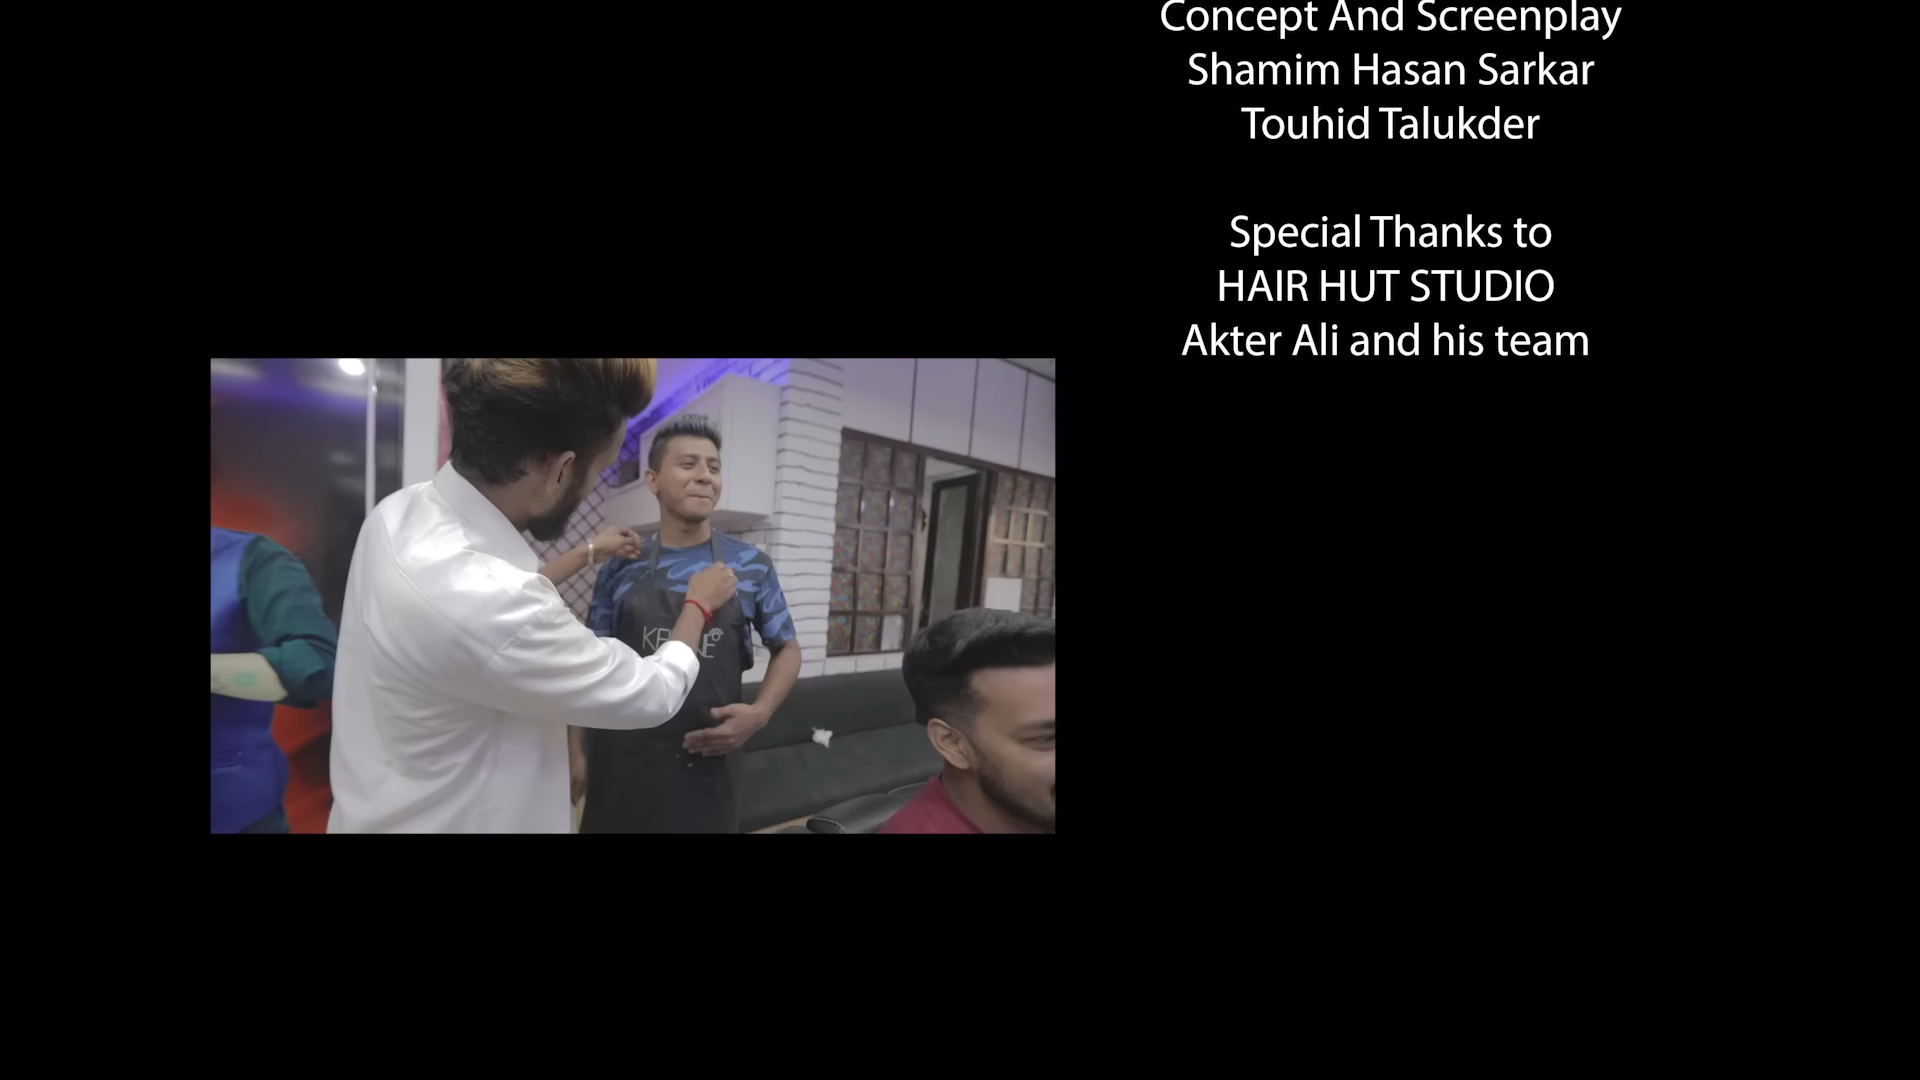 Concept And Screenplay
Shamim Hasan Sarkar
Touhid Talukder
Special Thanks to
HAIR HUT STUDIO
Akter Ali and his team